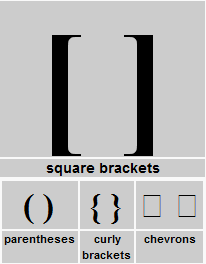 [ ]
square brackets
( ) { } □ □
parentheses curly chevrons
brackets